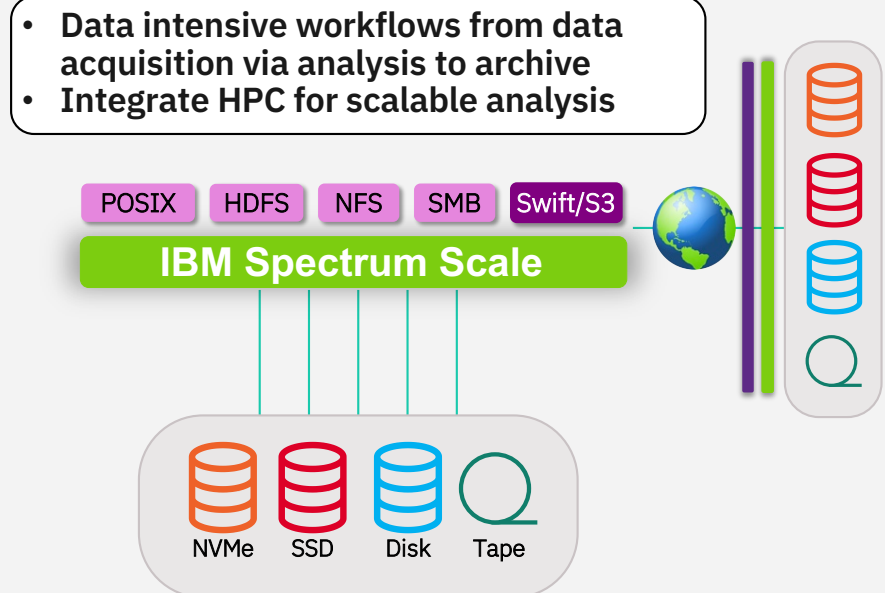 • Data intensive workflows from data
acquisition via analysis to archive
• Integrate HPC for scalable analysis
POSIX HDFS NFS SMB Swift/S3
IBM Spectrum Scale
NVMe SSD Disk Tape